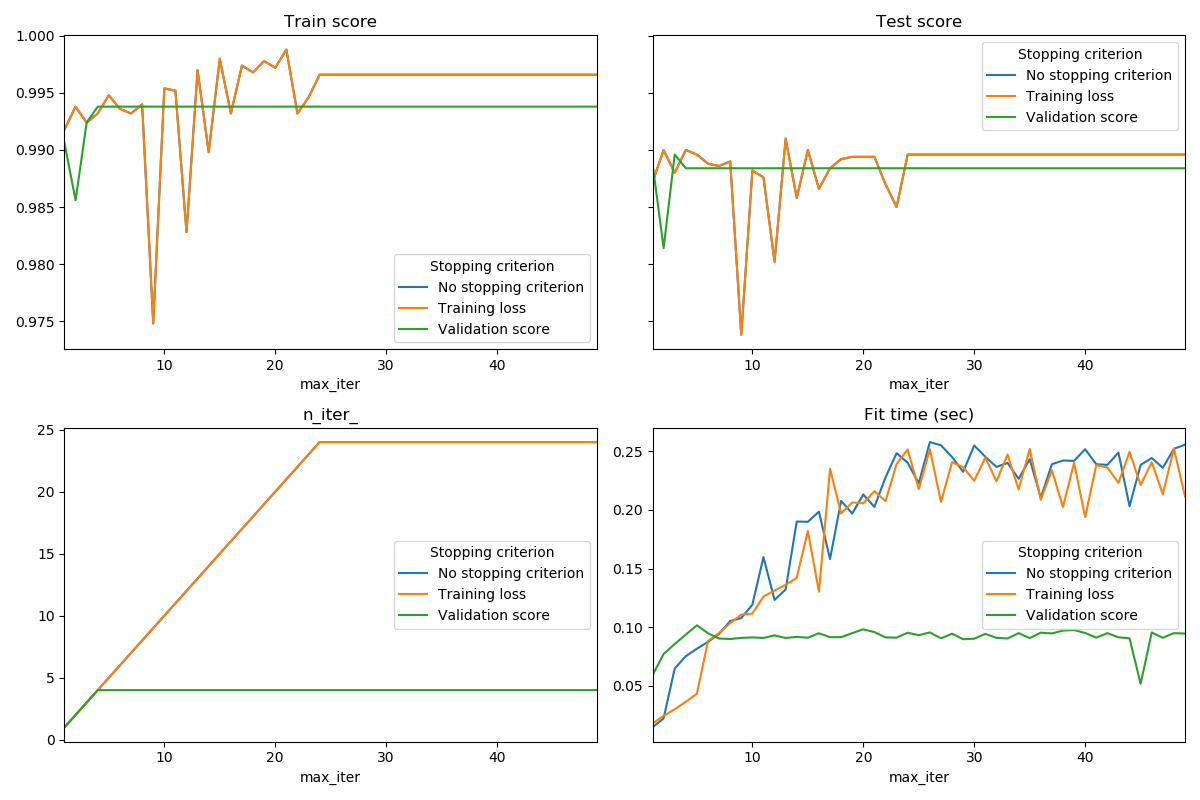 Train score
1.000
0.995
0.990
0.985
0.980
0.975
Stopping criterion
No stopping criterion
Training loss
Validation score
10
20
30
40
max_iter
Test score
Stopping criterion
No stopping criterion
Training loss
Validation score
10
20
30
40
max_iter
n_iter_
25
20
15
10
5
0
Stopping criterion
No stopping criterion
Training loss
Validation score
10
20
30
40
max_iter
Fit time (sec)
0.25
0.20
0.15
0.10
0.05
Stopping criterion
No stopping criterion
Training loss
Validation score
10
20
30
40
max_iter